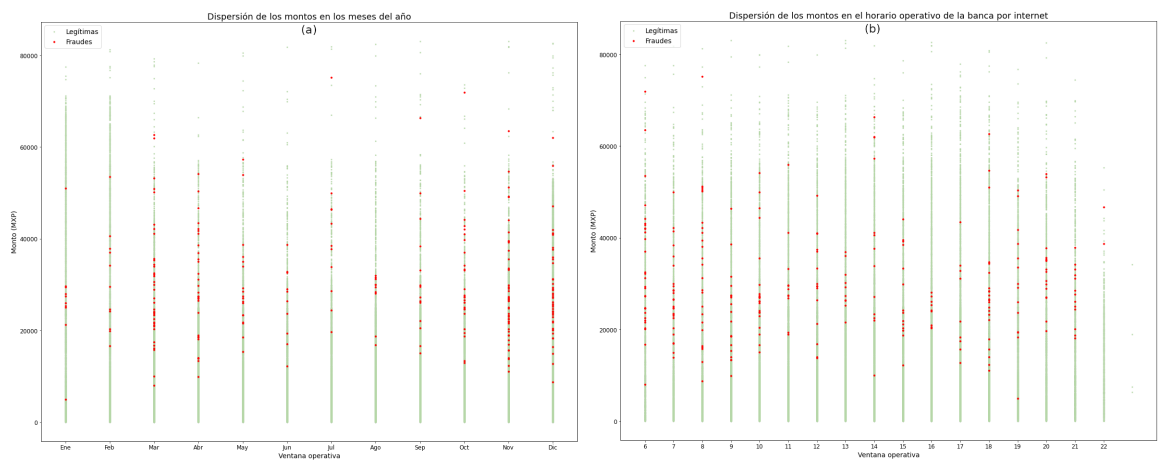 Dispersión de los montos en los meses del año
(a)
Legítimas
Fraudes
80000
60000
40000
20000
0
Monto (MXP)
Ene Feb Mar Abr May Jun Jul Ago Sep Oct Nov Dic
Ventana operativa
Dispersión de los montos en el horario operativo de la banca por internet
(b)
Legítimas
Fraudes
80000
60000
40000
20000
0
Monto (MXP)
6 7 8 9 10 11 12 13 14 15 16 17 18 19 20 21 22
Ventana operativa